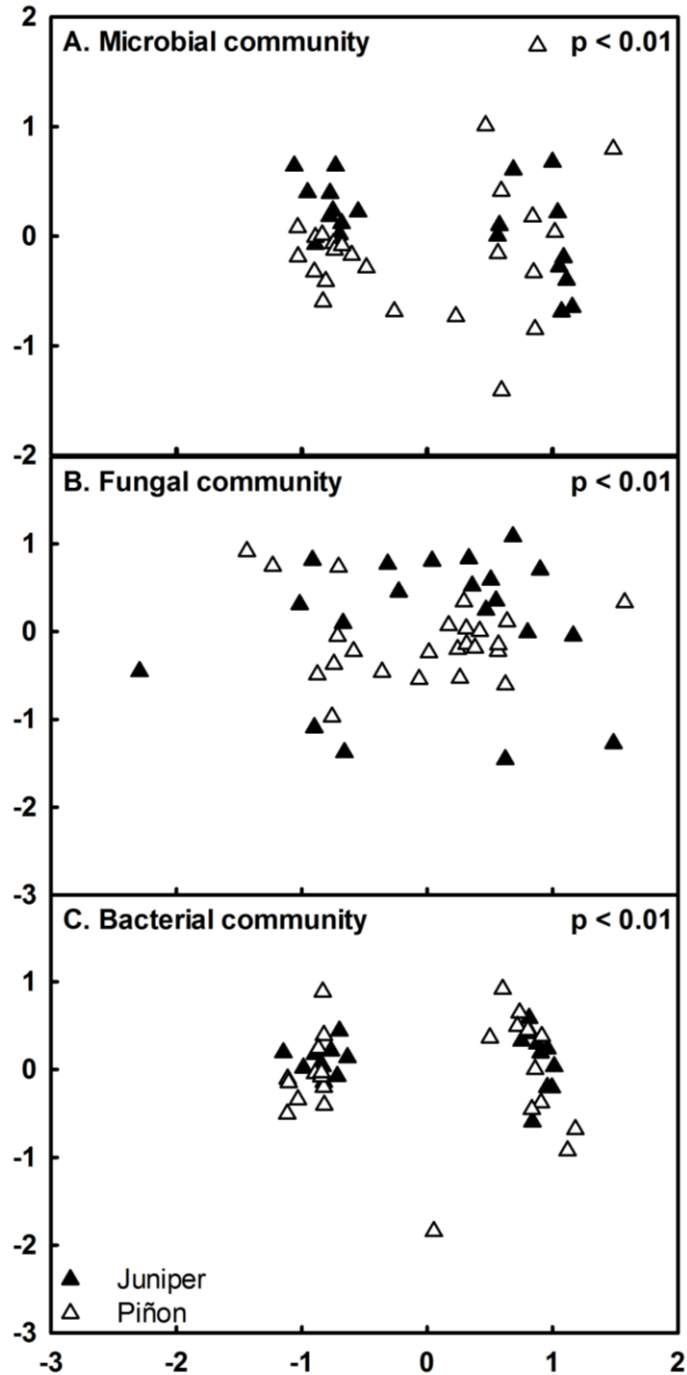 2
A. Microbial community p < 0.01
1
0
-1
-2
B. Fungal community p < 0.01
1
0
-1
-2
-3
C. Bacterial community p < 0.01
1
0
-1
-2
Juniper
Piñon
-3
-3 -2 -1 0 1 2